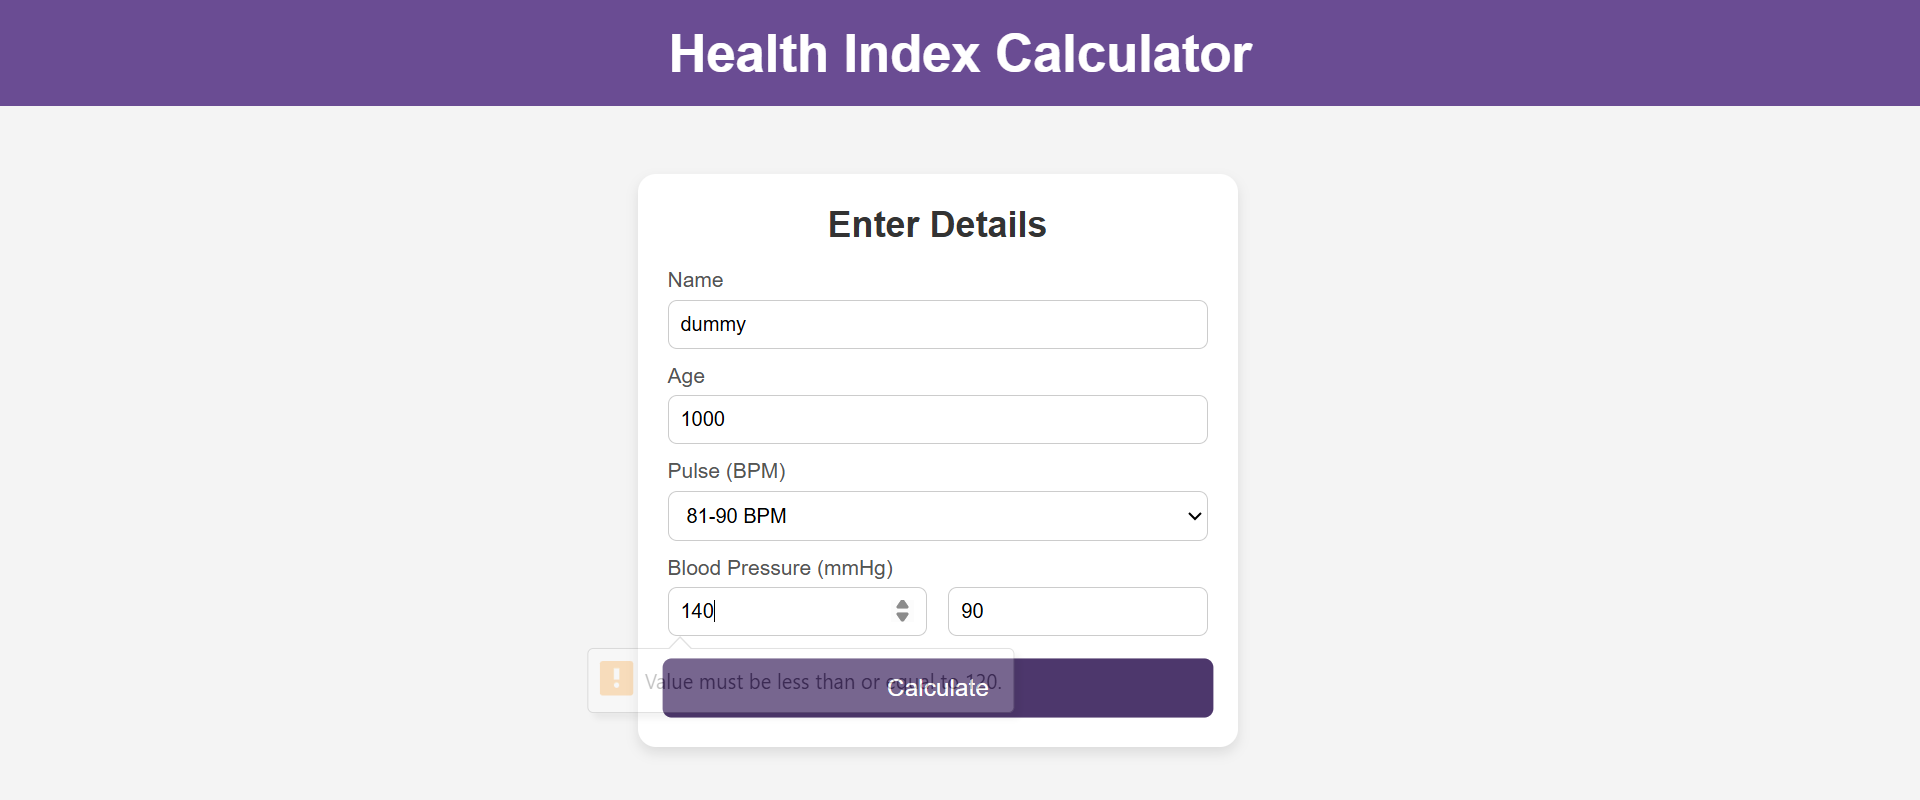 Health Index Calculator
Enter Details
Name
dummy
Age
1000
Pulse (BPM)
81-90 BPM
Blood Pressure (mmHg)
140
90
Value must be less than or equal to
Calculate